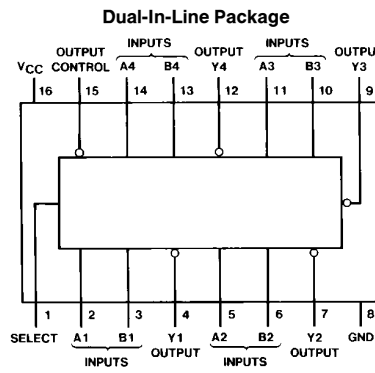 Dual-In-Line Package
OUTPUT INPUTS OUTPUT INPUTS OUTPU
VCC CONTROL A4 B4 Y4 A3 B3 Y3
16 15 14 13 12 11 10 9
1 2 3 4 5 6 7 8
SELECT A1 B1 Y1 A2 B2 Y2 GND
INPUTS OUTPUT INPUTS OUTPUT